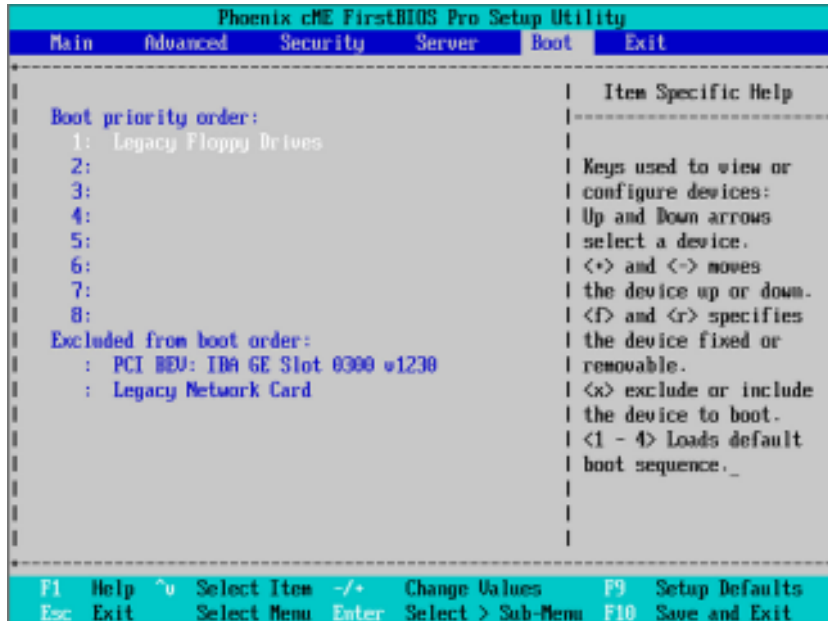 Phoenix cME FirstBIOS Pro Setup Utility
Main Advanced Security Server Boot Exit
Item Specific Help
Boot priority order:
1: Legacy Floppy Drives
2:
3:
4:
5:
6:
7:
8:
Excluded from boot order:
: PCI BEV: IBA GE Slot 0300 v1230
: Legacy Network Card
Keys used to view or
configure devices:
Up and Down arrows
select a device.
<+> and <-> moves
the device up or down.
<f> and <r> specifies
the device fixed or
removable.
<x> exclude or include
the device to boot.
<1 - 4> Loads default
boot sequence._
F1 Help ^v Select Item -/+ Change Values F9 Setup Defaults
Esc Exit Select Menu Enter Select > Sub-Menu F10 Save and Exit